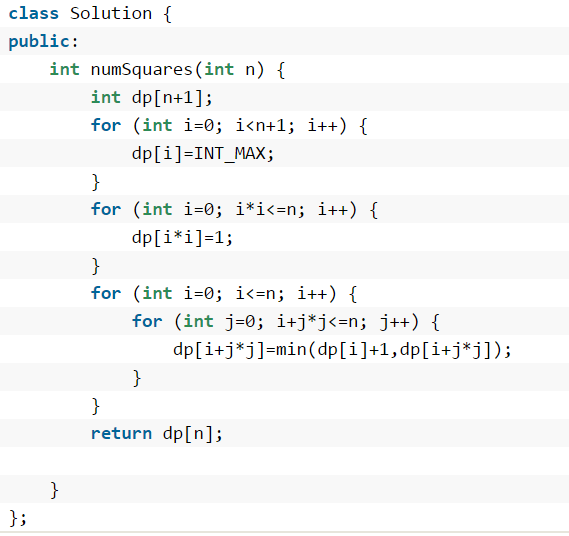 class Solution {
public:
    int numSquares(int n) {
        int dp[n+1];
        for (int i=0; i<n+1; i++) {
            dp[i]=INT_MAX;
        }
        for (int i=0; i*i<=n; i++) {
            dp[i*i]=1;
        }
        for (int i=0; i<=n; i++) {
            for (int j=0; i+j*j<=n; j++) {
                dp[i+j*j]=min(dp[i]+1,dp[i+j*j]);
            }
        }
        return dp[n];

    }
};